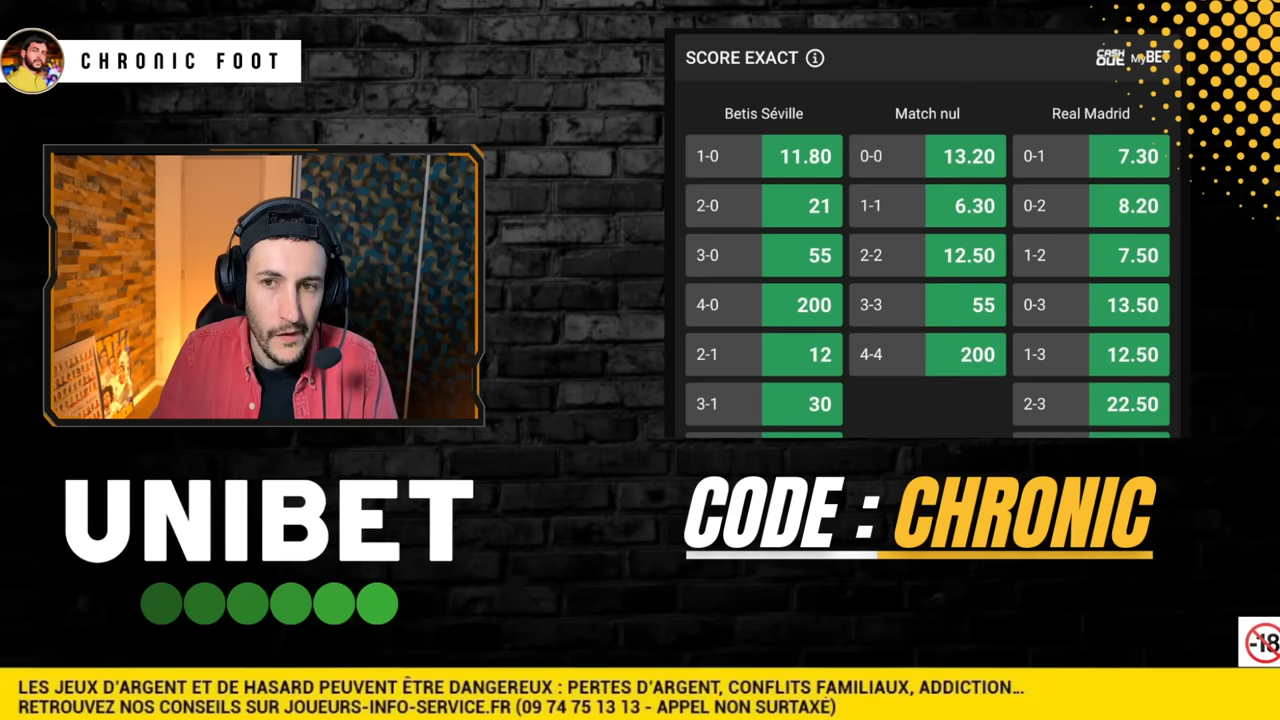 CHRONIC FOOT
SCORE EXACT
CASH OUT
MyBET
Betis Séville
Match nul
Real Madrid
1-0 11.80 0-0 13.20 0-1 7.30
2-0 21 1-1 6.30 0-2 8.20
3-0 55 2-2 12.50 1-2 7.50
4-0 200 3-3 55 0-3 13.50
2-1 12 4-4 200 1-3 12.50
3-1 30 2-3 22.50
UNIBET
CODE : CHRONIC
-18
LES JEUX D'ARGENT ET DE HASARD PEUVENT ÊTRE DANGEREUX : PERTES D'ARGENT, CONFLITS FAMILIAUX, ADDICTION...
RETROUVEZ NOS CONSEILS SUR JOUEURS-INFO-SERVICE.FR (09 74 75 13 13 - APPEL NON SURTAXÉ)